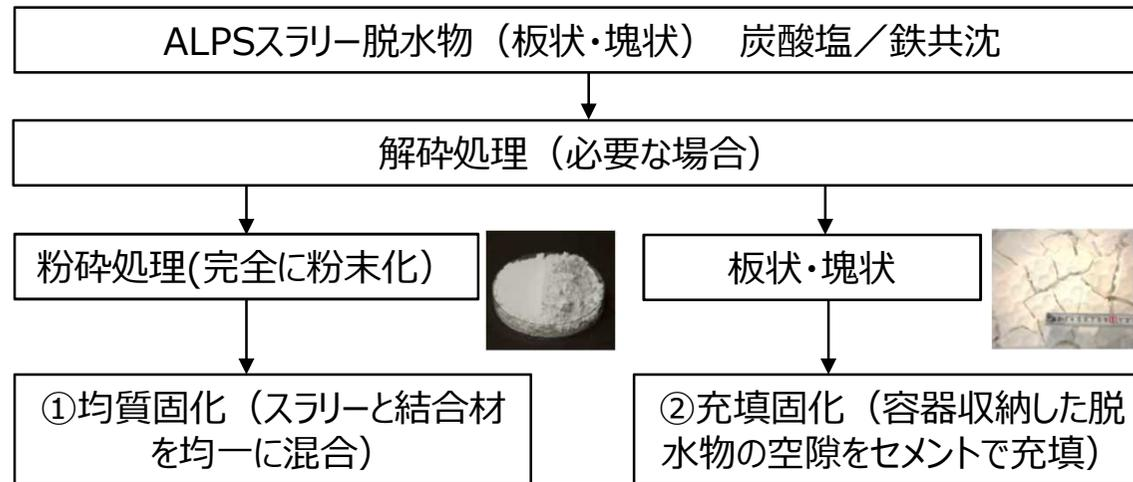 ALPSスラリー脱水物（板状・塊状）　炭酸塩／鉄共沈
解砕処理（必要な場合）
粉砕処理(完全に粉末化）
板状・塊状
①均質固化（スラリーと結合材
を均一に混合）
②充填固化（容器収納した脱
水物の空隙をセメントで充填）